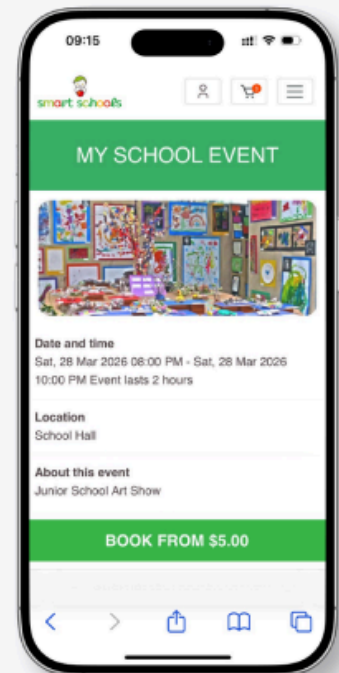 09:15
smart schools
MY SCHOOL EVENT
Date and time
Sat, 28 Mar 2026 08:00 PM - Sat, 28 Mar 2026
10:00 PM Event lasts 2 hours
Location
School Hall
About this event
Junior School Art Show
BOOK FROM $5.00